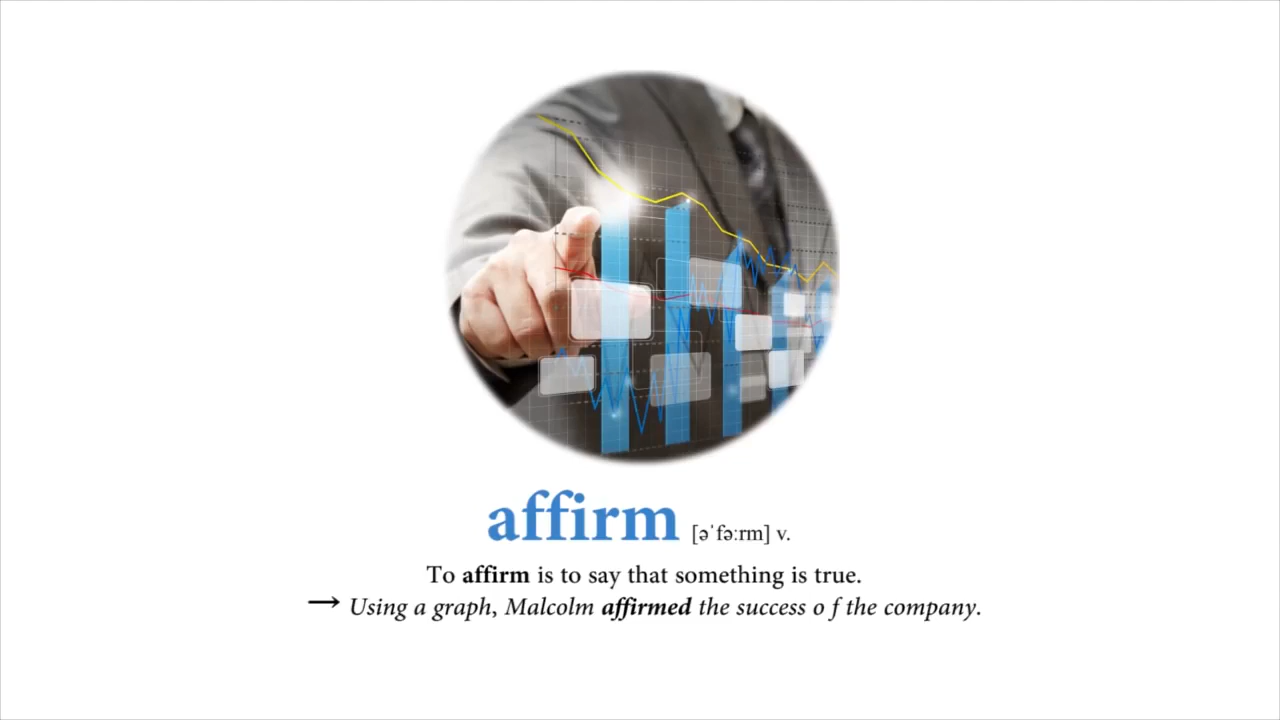 affirm [əˈfəːrm] v.
To affirm is to say that something is true.
→ Using a graph, Malcolm affirmed the success o f the company.